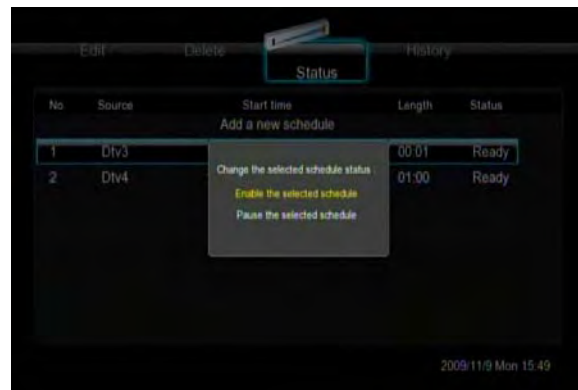 Edit Delete Status History
No Source Start time Length Status
Add a new schedule
1 Dtv3 00:01 Ready
2 Dtv4 01:00 Ready
Change the selected schedule status
Enable the selected schedule
Pause the selected schedule
2009/11/9 Mon 15:49